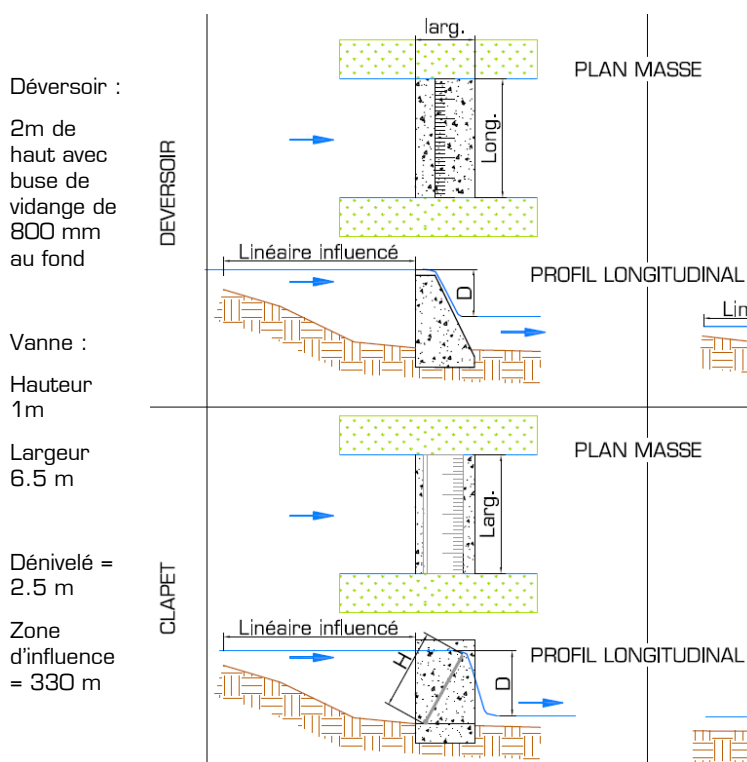 Déversoir :
2m de
haut avec
buse de
vidange de
800 mm
au fond
Vanne :
Hauteur
1m
Largeur
6.5 m
Dénivelé =
2.5 m
Zone
d'influence
= 330 m
DEVERSOIR
larg.
PLAN MASSE
Long.
Linéaire influencé
D
PROFIL LONGITUDINAL
Lin
CLAPET
PLAN MASSE
Larg.
Linéaire influencé
H
D
PROFIL LONGITUDINAL